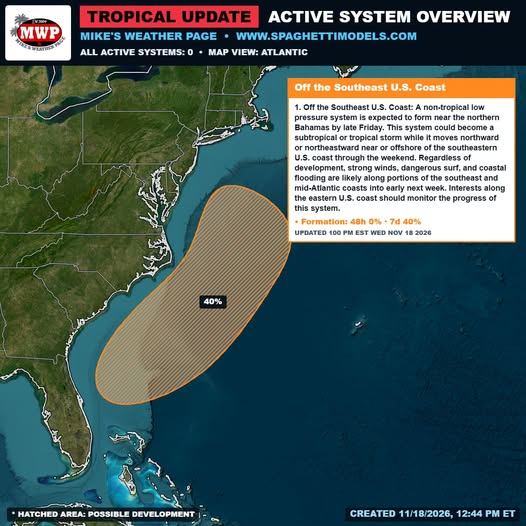 TROPICAL UPDATE ACTIVE SYSTEM OVERVIEW
MWP
MIKE'S WEATHER PAGE • WWW.SPAGHETTIMODELS.COM
ALL ACTIVE SYSTEMS: 0 • MAP VIEW: ATLANTIC
Off the Southeast U.S. Coast
1. Off the Southeast U.S. Coast: A non-tropical low
pressure system is expected to form near the northern
Bahamas by late Friday. This system could become a
subtropical or tropical storm while it moves northward
or northeastward near or offshore of the southeastern
U.S. coast through the weekend. Regardless of
development, strong winds, dangerous surf, and coastal
flooding are likely along portions of the southeast and
mid-Atlantic coasts into early next week. Interests along
the eastern U.S. coast should monitor the progress of
this system.
• Formation: 48h 0% • 7d 40%
UPDATED 100 PM EST WED NOV 18 2026
40%
* HATCHED AREA: POSSIBLE DEVELOPMENT
CREATED 11/18/2026, 12:44 PM ET